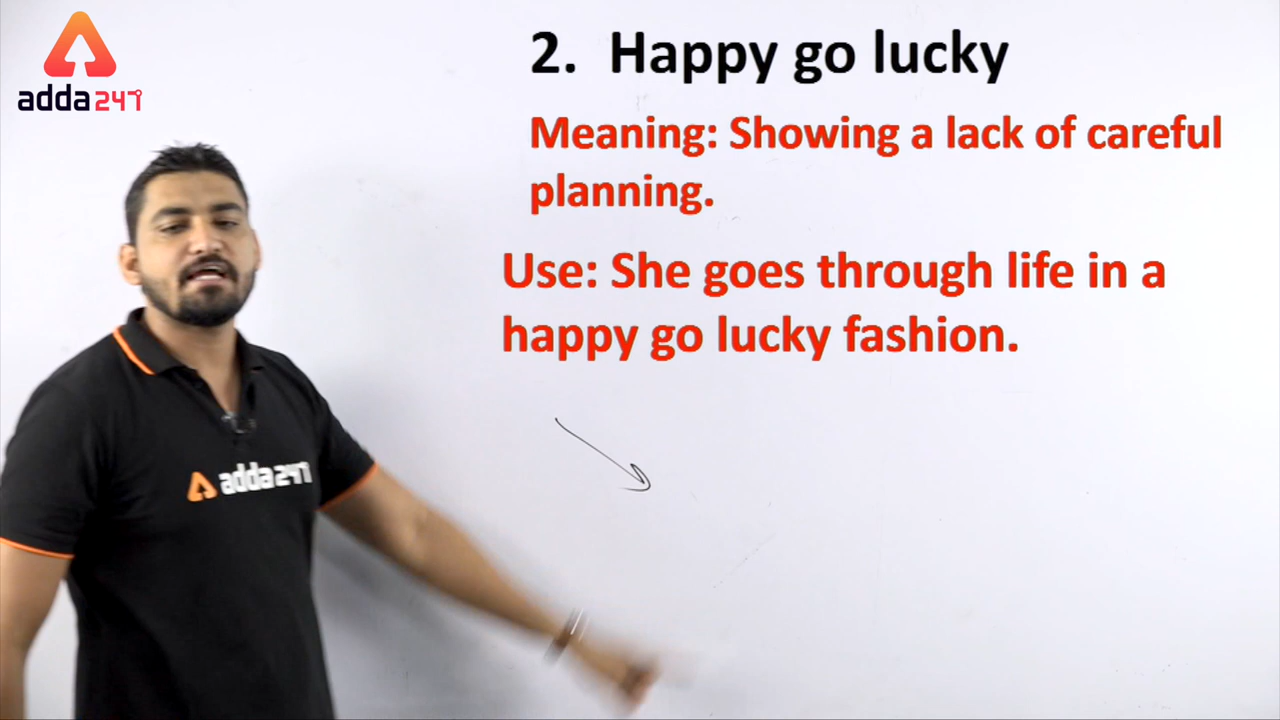 adda247
2. Happy go lucky
Meaning: Showing a lack of careful
planning.
Use: She goes through life in a
happy go lucky fashion.
adda247